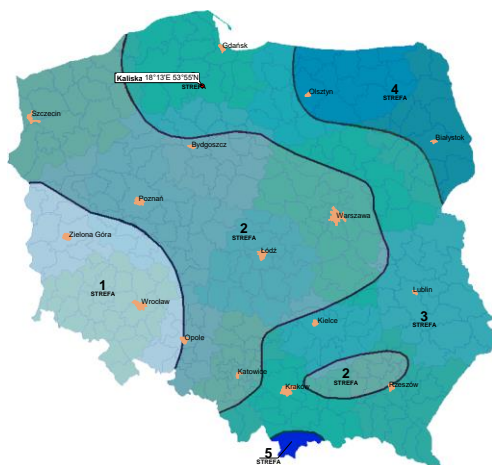 Gdańsk
Kaliska 18°13'E 53°55'N
STREFA
Olsztyn
4
STREFA
Szczecin
Białystok
Bydgoszcz
Poznań
Warszawa
Zielona Góra
2
STREFA
Łódź
1
STREFA
Lublin
Wrocław
3
STREFA
Kielce
Opole
Katowice
2
STREFA
Kraków
Rzeszów
5
STREFA